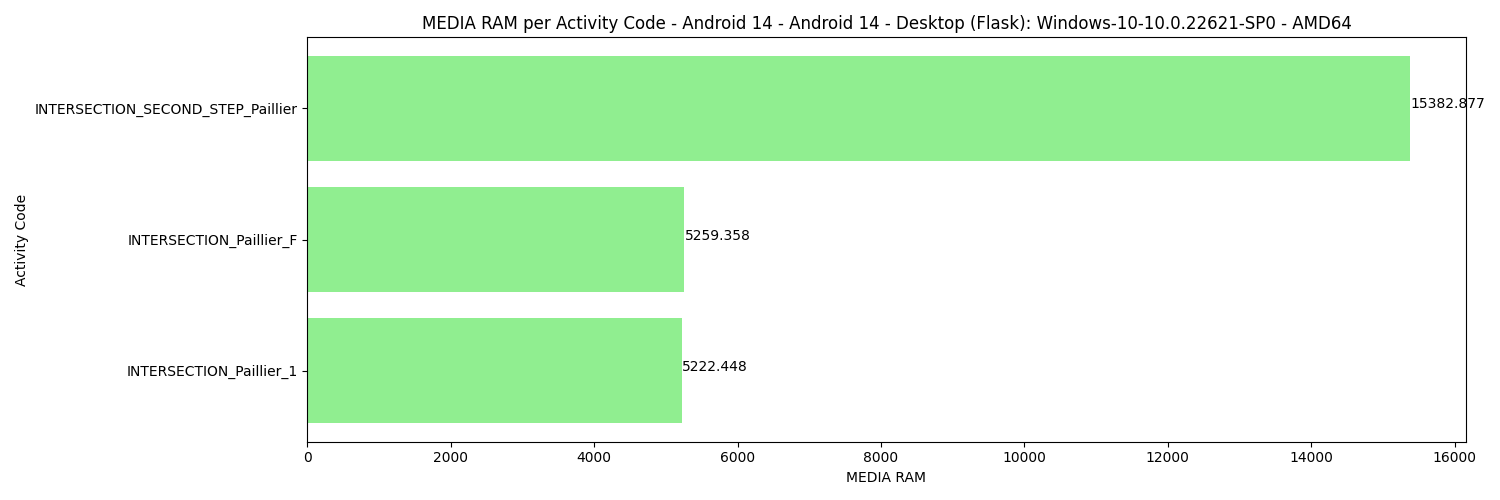 MEDIA RAM per Activity Code - Android 14 - Android 14 - Desktop (Flask): Windows-10-10.0.22621-SP0 - AMD64
INTERSECTION_SECOND_STEP_Paillier
15382.877
INTERSECTION_Paillier_F
5259.358
INTERSECTION_Paillier_1
5222.448
Activity Code
0 2000 4000 6000 8000 10000 12000 14000 16000
MEDIA RAM